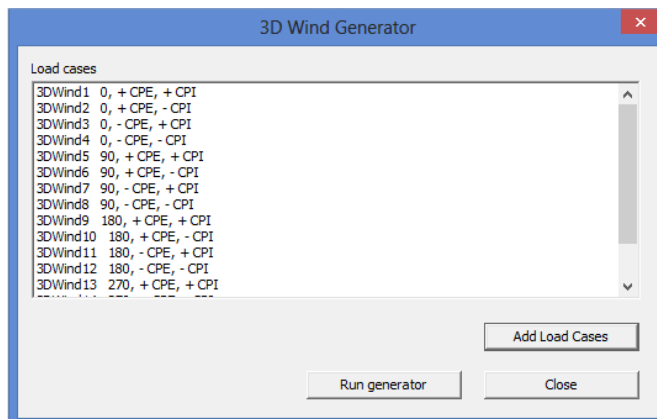 3D Wind Generator
Load cases
3DWind1 0, + CPE, + CPI
3DWind2 0, + CPE, - CPI
3DWind3 0, - CPE, + CPI
3DWind4 0, - CPE, - CPI
3DWind5 90, + CPE, + CPI
3DWind6 90, + CPE, - CPI
3DWind7 90, - CPE, + CPI
3DWind8 90, - CPE, - CPI
3DWind9 180, + CPE, + CPI
3DWind10 180, + CPE, - CPI
3DWind11 180, - CPE, + CPI
3DWind12 180, - CPE, - CPI
3DWind13 270, + CPE, + CPI
Add Load Cases
Run generator Close